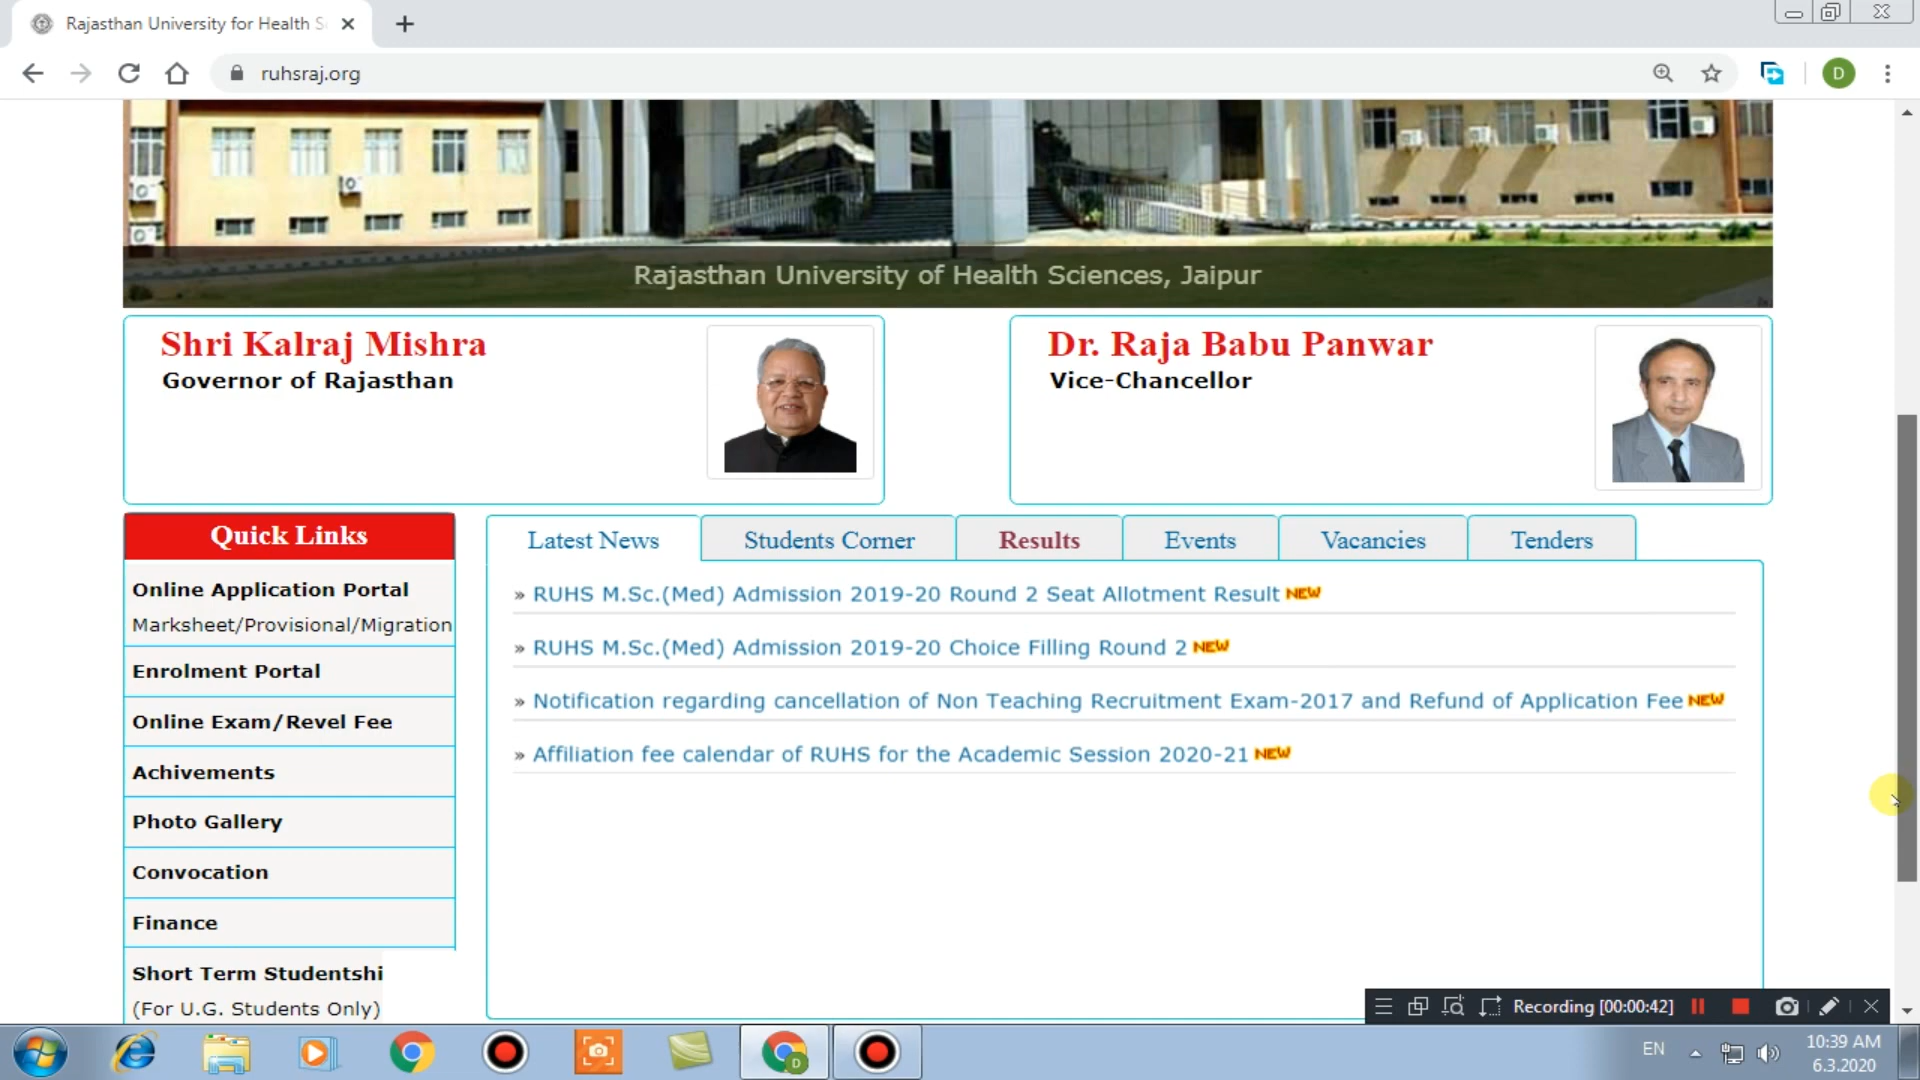 Rajasthan University for Health S
ruhsraj.org
D
Rajasthan University of Health Sciences, Jaipur
Shri Kalraj Mishra
Governor of Rajasthan
Dr. Raja Babu Panwar
Vice-Chancellor
Quick Links
Online Application Portal
Marksheet/Provisional/Migration
Enrolment Portal
Online Exam/Revel Fee
Achivements
Photo Gallery
Convocation
Finance
Short Term Studentshi
(For U.G. Students Only)
Latest News
Students Corner
Results
Events
Vacancies
Tenders
» RUHS M.Sc.(Med) Admission 2019-20 Round 2 Seat Allotment Result NEW
» RUHS M.Sc.(Med) Admission 2019-20 Choice Filling Round 2 NEW
» Notification regarding cancellation of Non Teaching Recruitment Exam-2017 and Refund of Application Fee NEW
» Affiliation fee calendar of RUHS for the Academic Session 2020-21 NEW
Recording [00:00:42]
D
EN
10:39 AM
6.3.2020